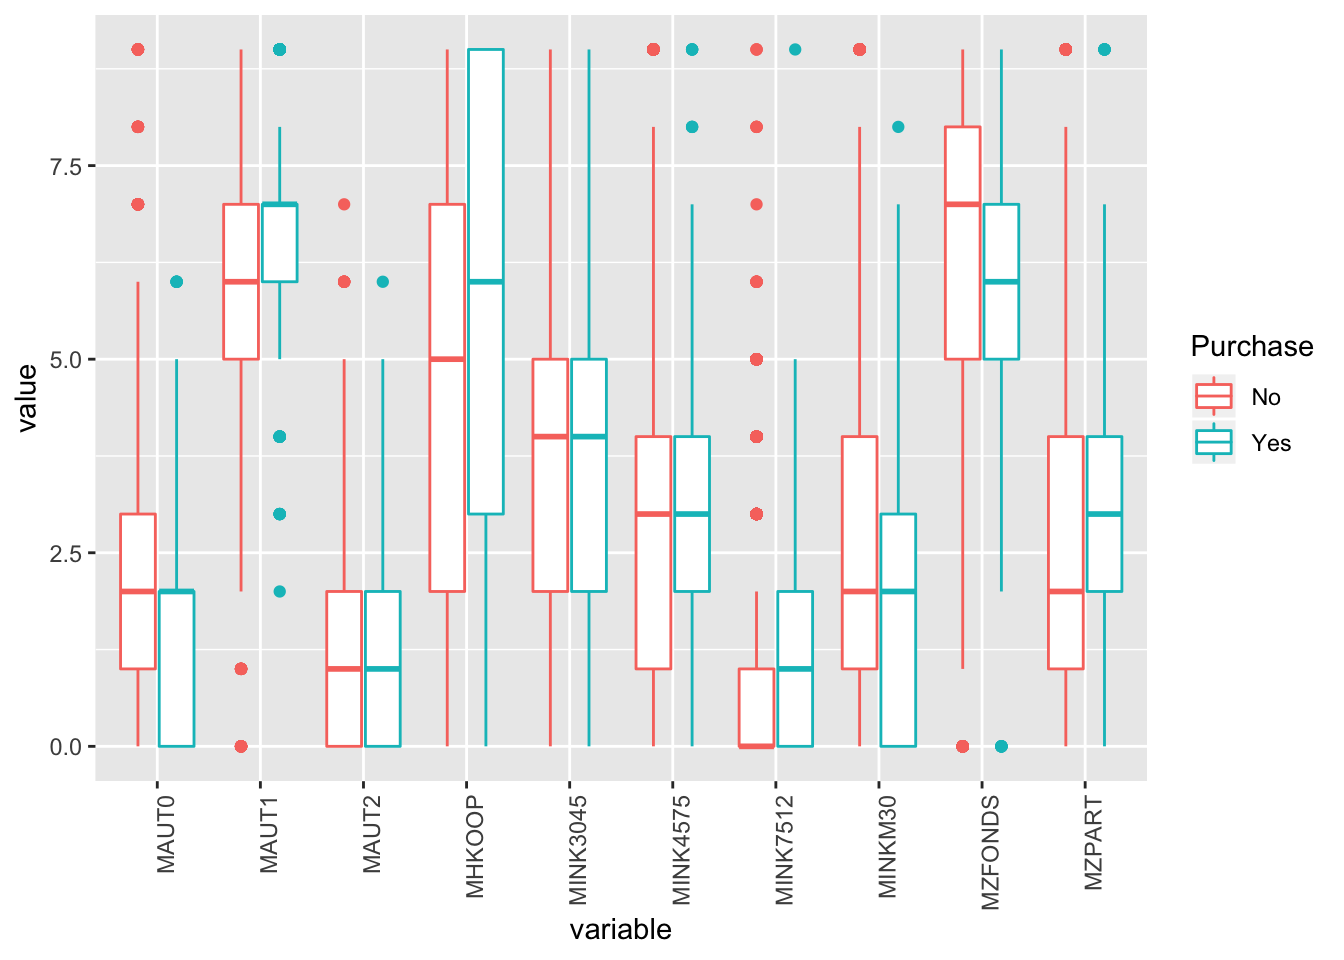 7.5
5.0
2.5
0.0
value
MAUT0
MAUT1
MAUT2
MHKOOP
MINK3045
MINK4575
MINK7512
MINKM30
MZFONDS
MZPART
variable
Purchase
No
Yes